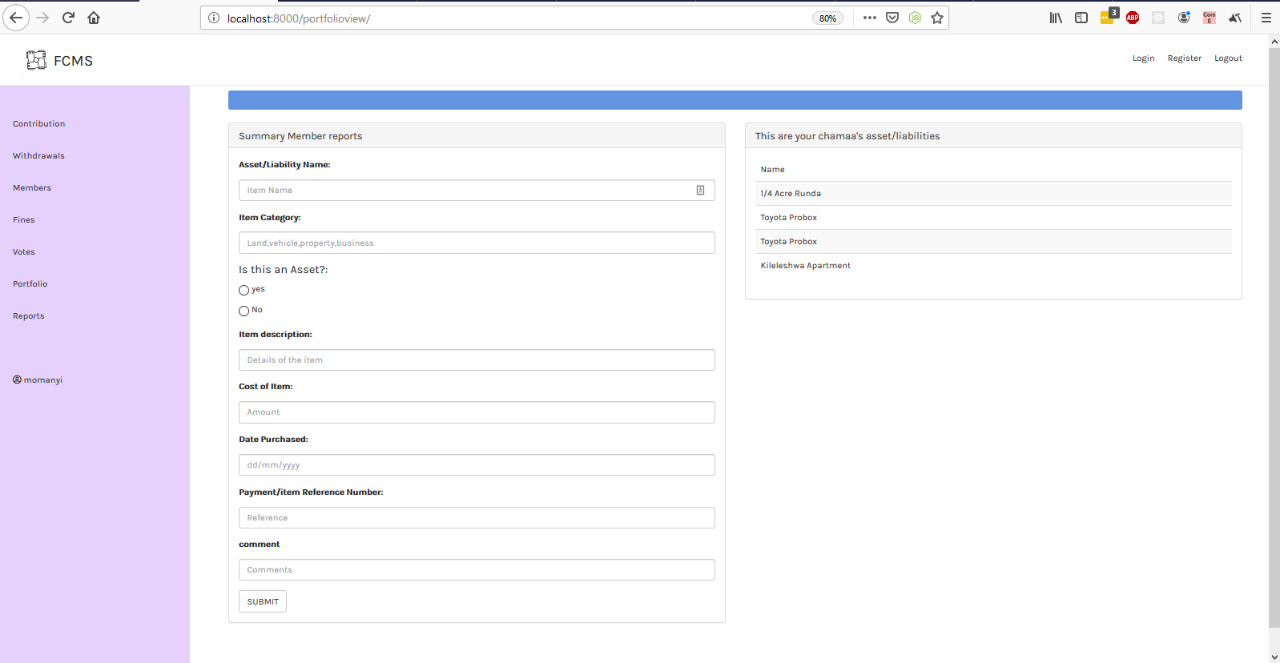 localhost:8000/portfolioview/
80%
3
ABP
FCMS
Login Register Logout
Contribution
Withdrawals
Members
Fines
Votes
Portfolio
Reports
momanyi
Summary Member reports
Asset/Liability Name:
Item Name
Item Category:
Land,vehicle,property,business
Is this an Asset?:
yes
No
Item description:
Details of the item
Cost of Item:
Amount
Date Purchased:
dd/mm/yyyy
Payment/item Reference Number:
Reference
comment
Comments
SUBMIT
This are your chamaa's asset/liabilities
Name
1/4 Acre Runda
Toyota Probox
Toyota Probox
Kileleshwa Apartment